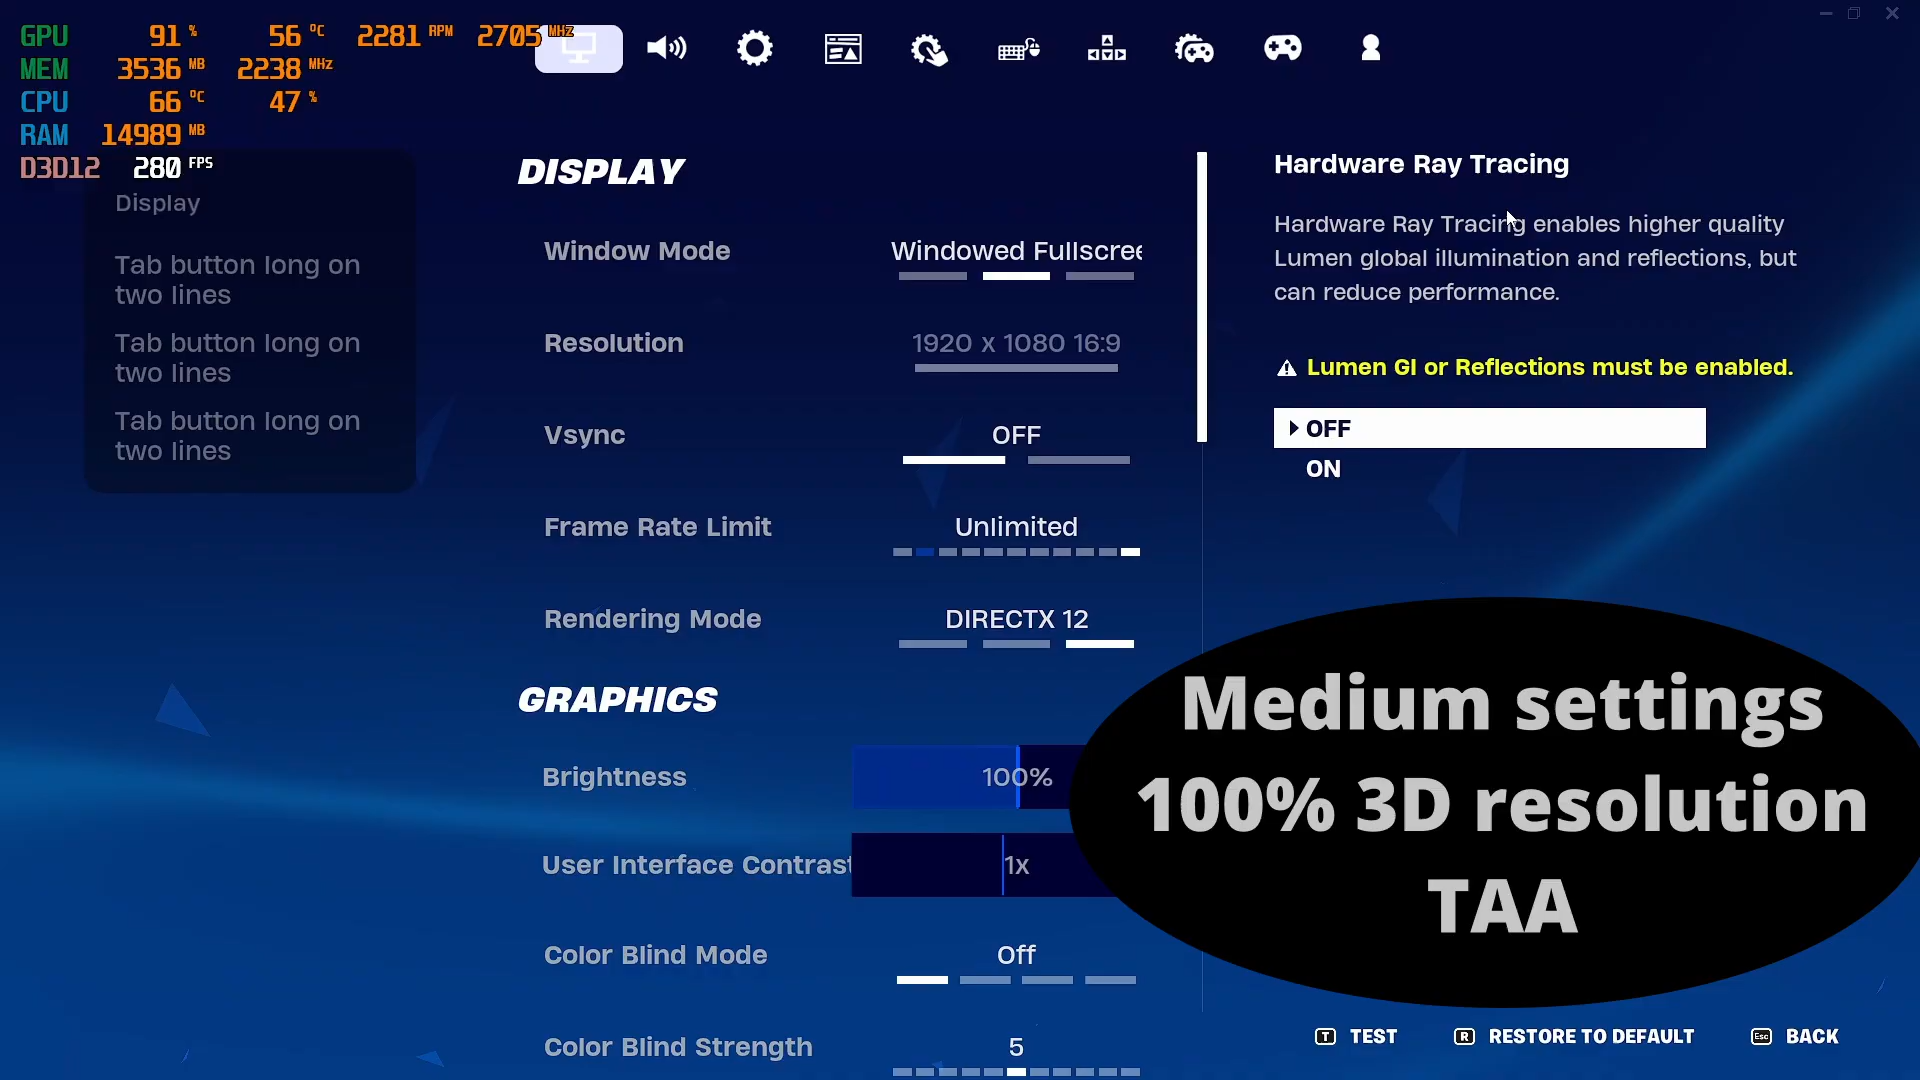 GPU 91 % 56 °C 2281 RPM 2705 MHz
MEM 3536 MB 2238 MHz
CPU 66 °C 47 %
RAM 14989 MB
D3D12 280 FPS
Display
Tab button long on
two lines
Tab button long on
two lines
Tab button long on
two lines
DISPLAY
Window Mode Windowed Fullscree
Resolution 1920 x 1080 16:9
Vsync OFF
Frame Rate Limit Unlimited
Rendering Mode DIRECTX 12
GRAPHICS
Brightness 100%
User Interface Contrast 1x
Color Blind Mode Off
Color Blind Strength 5
Hardware Ray Tracing
Hardware Ray Tracing enables higher quality
Lumen global illumination and reflections, but
can reduce performance.
Lumen GI or Reflections must be enabled.
OFF
ON
Medium settings
100% 3D resolution
TAA
T TEST R RESTORE TO DEFAULT Esc BACK